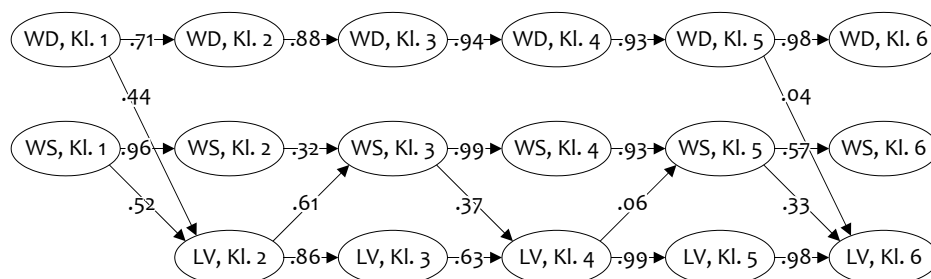 WD, Kl. 1 .71 WD, Kl. 2 .88 WD, Kl. 3 .94 WD, Kl. 4 .93 WD, Kl. 5 .98 WD, Kl. 6
.44 .04
WS, Kl. 1 .96 WS, Kl. 2 .32 WS, Kl. 3 .99 WS, Kl. 4 .93 WS, Kl. 5 .57 WS, Kl. 6
.52 .61 .37 .06 .33
LV, Kl. 2 .86 LV, Kl. 3 .63 LV, Kl. 4 .99 LV, Kl. 5 .98 LV, Kl. 6